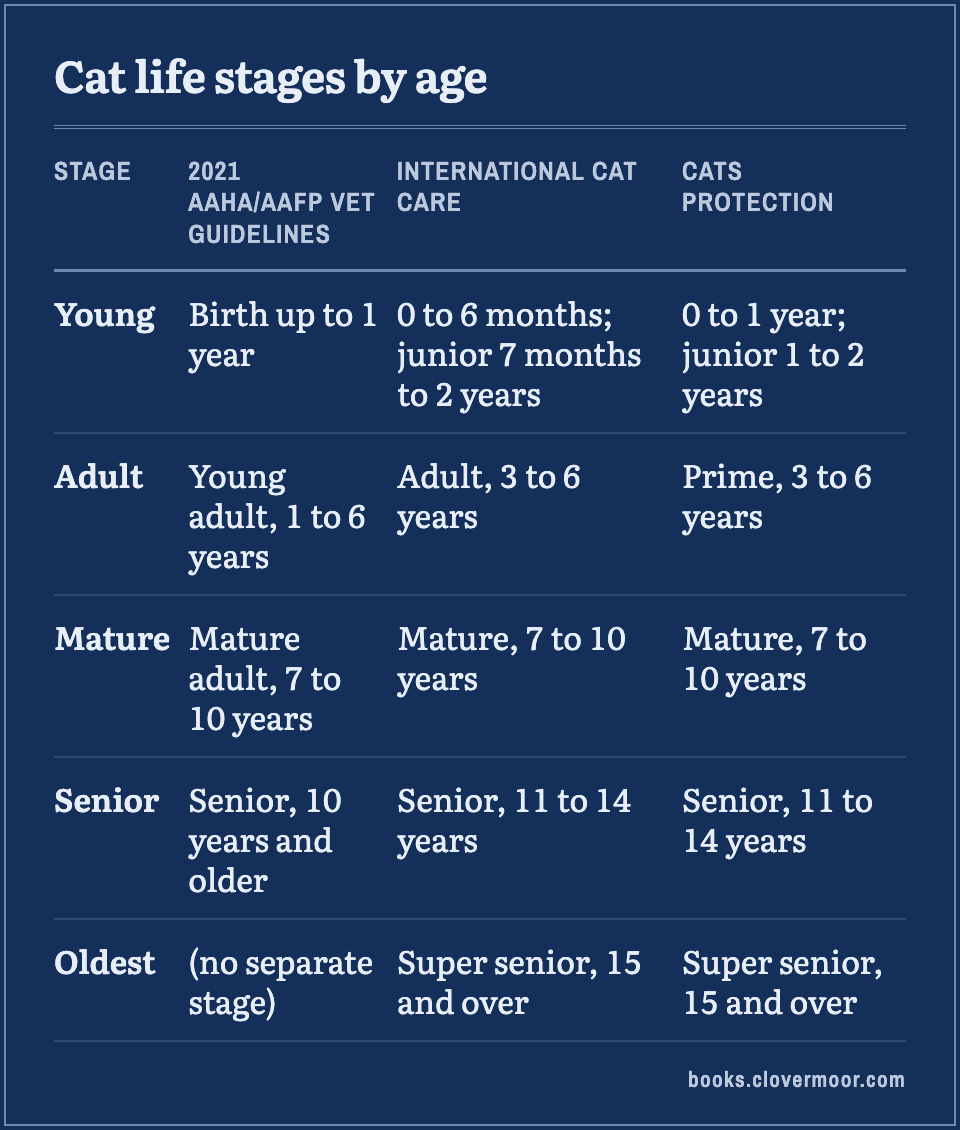 Cat life stages by age
STAGE
2021
AAHA/AAFP VET
GUIDELINES
INTERNATIONAL CAT
CARE
CATS
PROTECTION
Young
Birth up to 1
year
0 to 6 months;
junior 7 months
to 2 years
0 to 1 year;
junior 1 to 2
years
Adult
Young
adult, 1 to 6
years
Adult, 3 to 6
years
Prime, 3 to 6
years
Mature
Mature
adult, 7 to
10 years
Mature, 7 to 10
years
Mature, 7 to
10 years
Senior
Senior, 10
years and
older
Senior, 11 to 14
years
Senior, 11 to
14 years
Oldest
(no separate
stage)
Super senior, 15
and over
Super senior,
15 and over
books.clovermoor.com